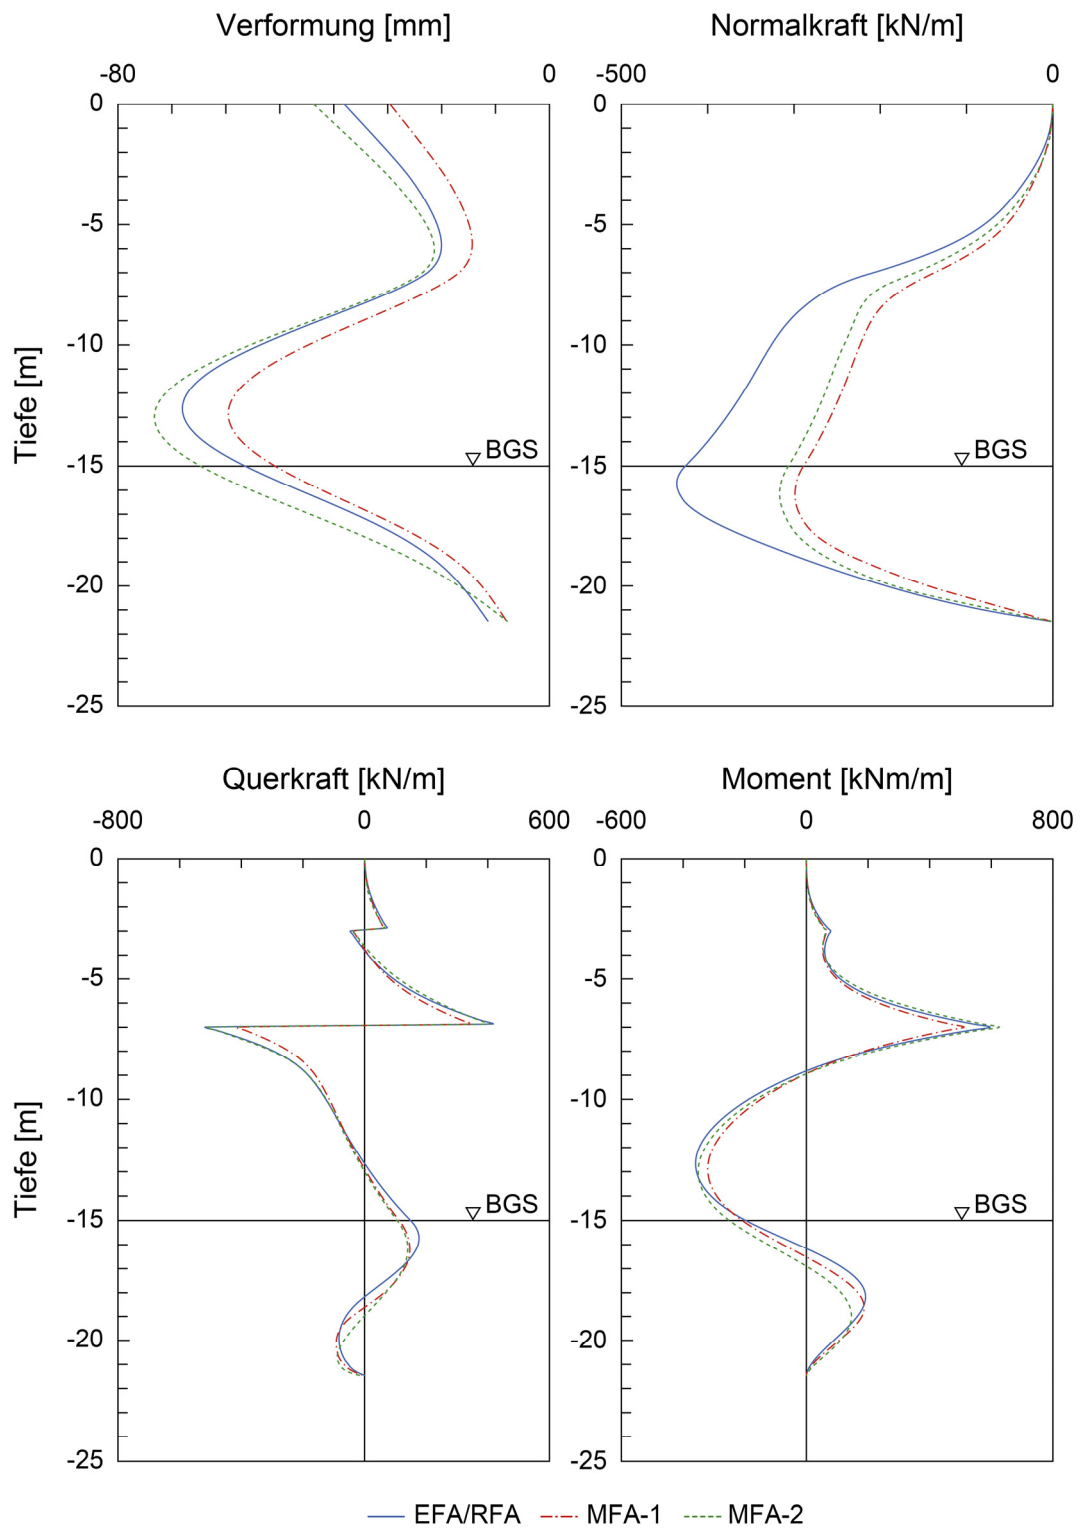 Verformung [mm]
Normalkraft [kN/m]
-80 0
-500 0
0
-5
-10
-15
-20
-25
Tiefe [m]
BGS
0
-5
-10
-15
-20
-25
BGS
Querkraft [kN/m]
Moment [kNm/m]
-800 0 600
-600 0 800
0
-5
-10
-15
-20
-25
Tiefe [m]
BGS
0
-5
-10
-15
-20
-25
BGS
EFA/RFA MFA-1 MFA-2